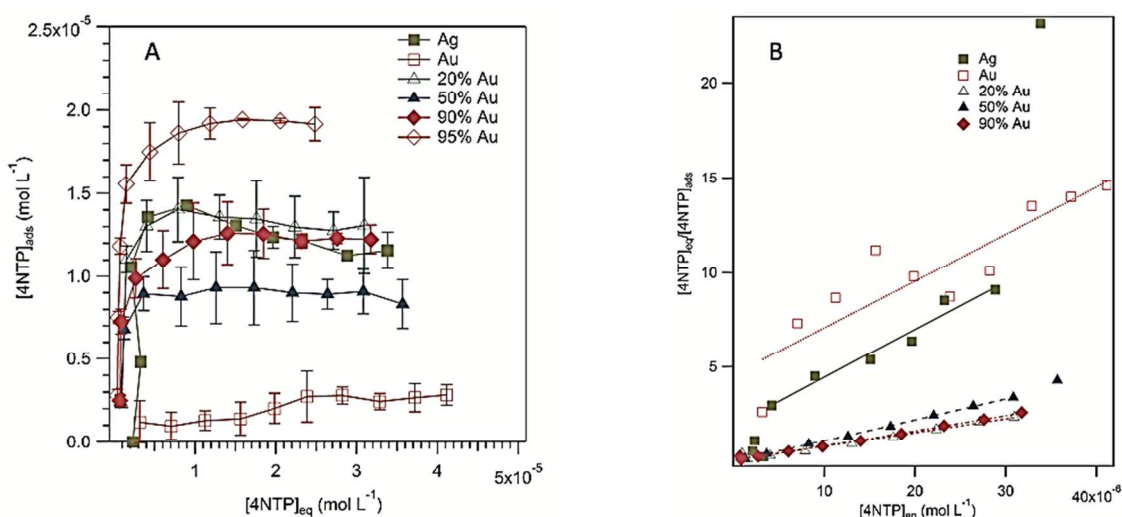 A
2.5x10-5
2.0
1.5
1.0
0.5
0.0
[4NTP]ads (mol L-1)
Ag
Au
20% Au
50% Au
90% Au
95% Au
1
2
3
4
5x10-5
[4NTP]eq (mol L-1)
B
20
15
10
5
[4NTP]eq/[4NTP]ads
Ag
Au
20% Au
50% Au
90% Au
10
20
30
40x10-6
[4NTP]eq (mol L-1)